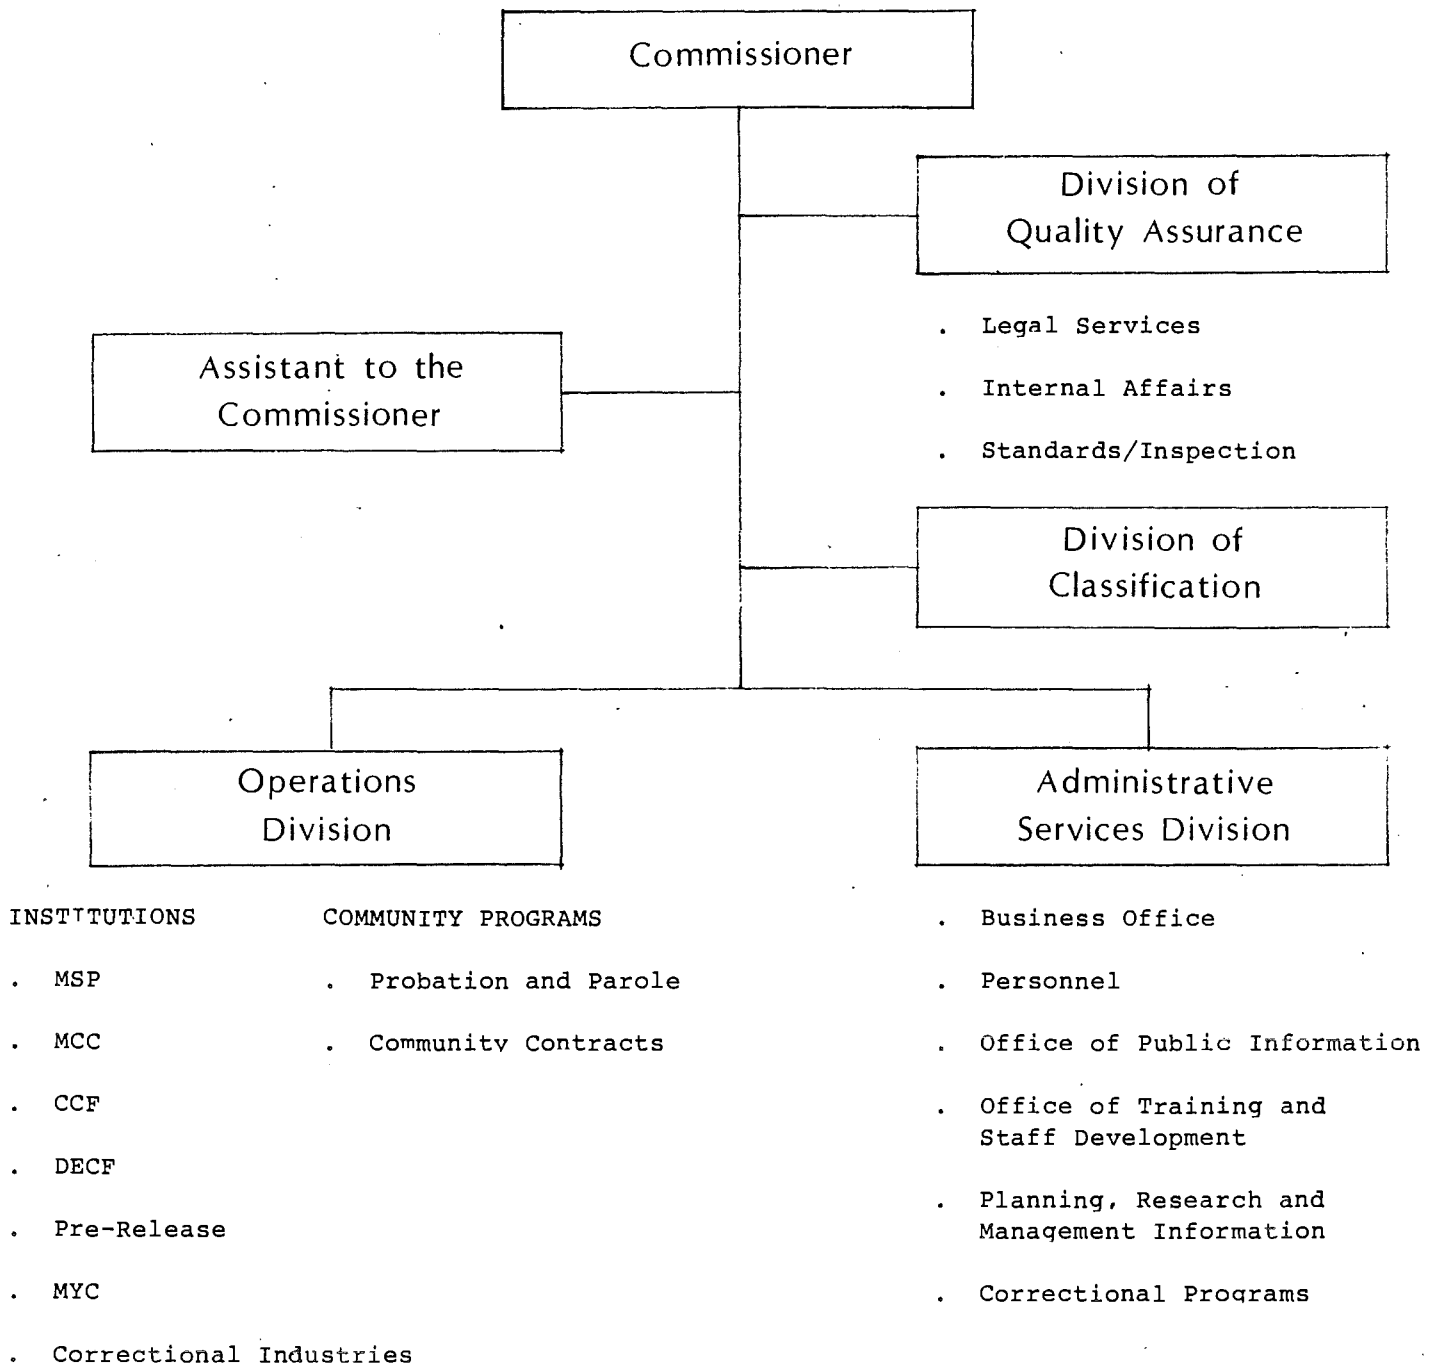 Commissioner
Division of
Quality Assurance
. Legal Services
. Internal Affairs
. Standards/Inspection
Assistant to the
Commissioner
Division of
Classification
Operations
Division
INSTITUTIONS
. MSP
. MCC
. CCF
. DECF
. Pre-Release
. MYC
. Correctional Industries
COMMUNITY PROGRAMS
. Probation and Parole
. Community Contracts
Administrative
Services Division
. Business Office
. Personnel
. Office of Public Information
. Office of Training and
Staff Development
. Planning, Research and
Management Information
. Correctional Programs